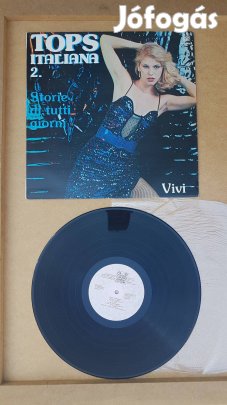 Jófogás
TOPS
ITALIANA
2.
Storie
di tutti
giorni
Vivi